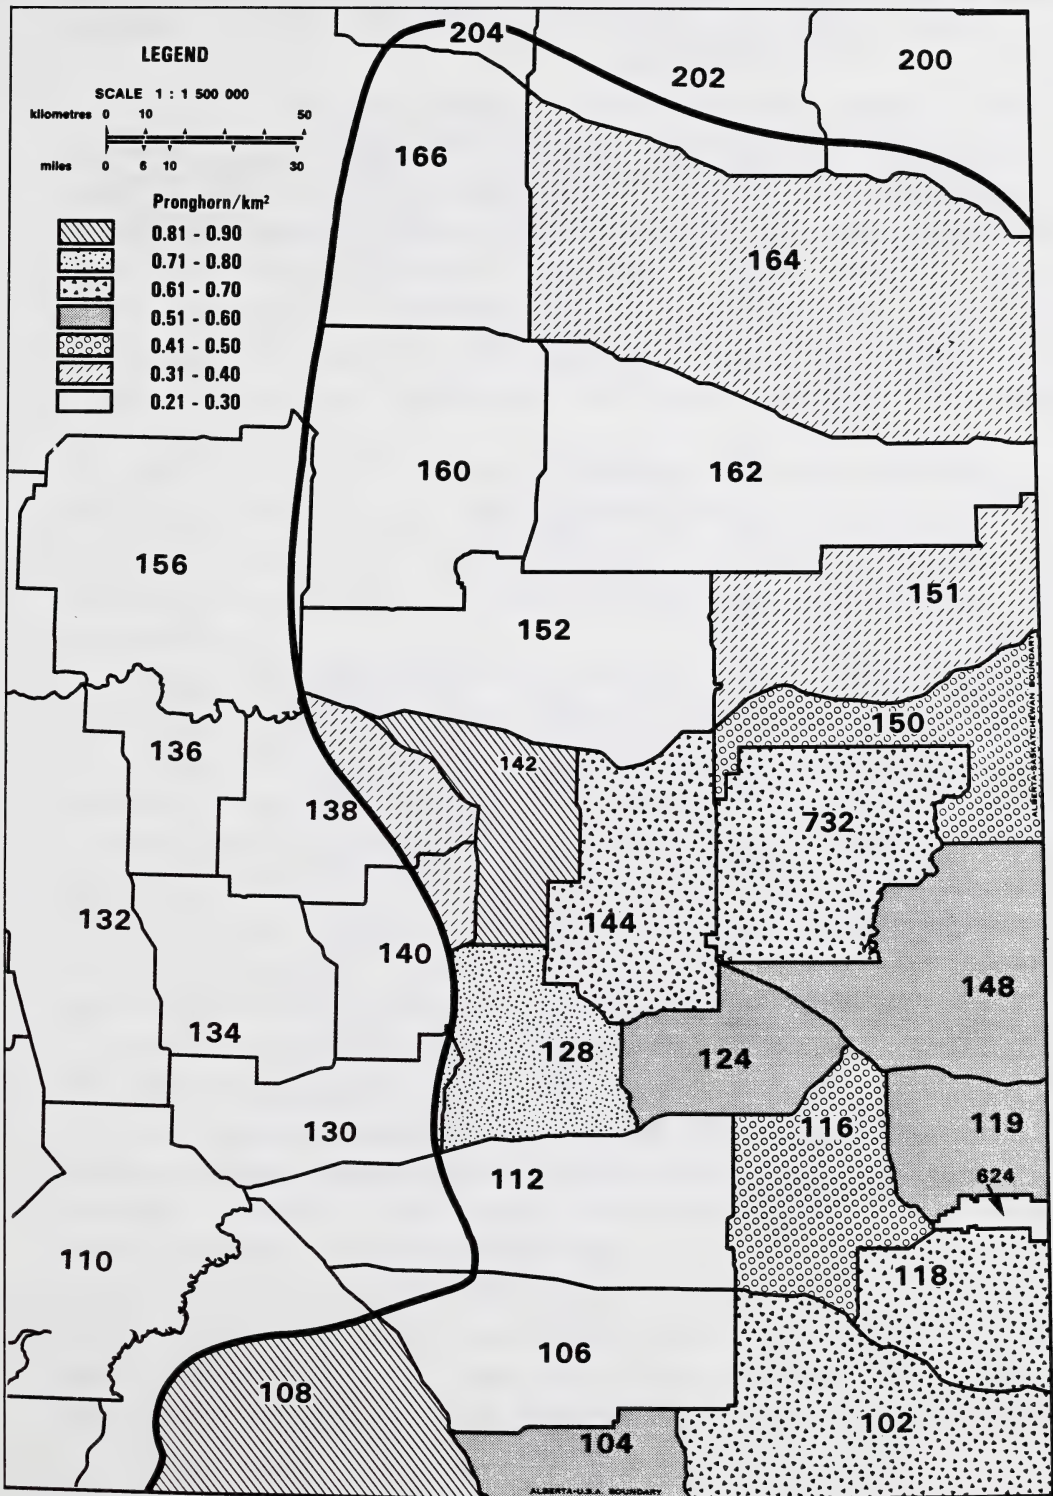 LEGEND
SCALE 1 : 1 500 000
kilometres 0 10 50
miles 0 6 10 30
Pronghorn/km²
0.81 - 0.90
0.71 - 0.80
0.61 - 0.70
0.51 - 0.60
0.41 - 0.50
0.31 - 0.40
0.21 - 0.30
204
202
200
166
164
160
162
156
151
152
150
136
142
138
732
132
144
140
148
134
128
124
130
116
119
112
624
110
118
106
108
102
104
ALBERTA-SASKATCHEWAN BOUNDARY
ALBERTA-U.S.A. BOUNDARY